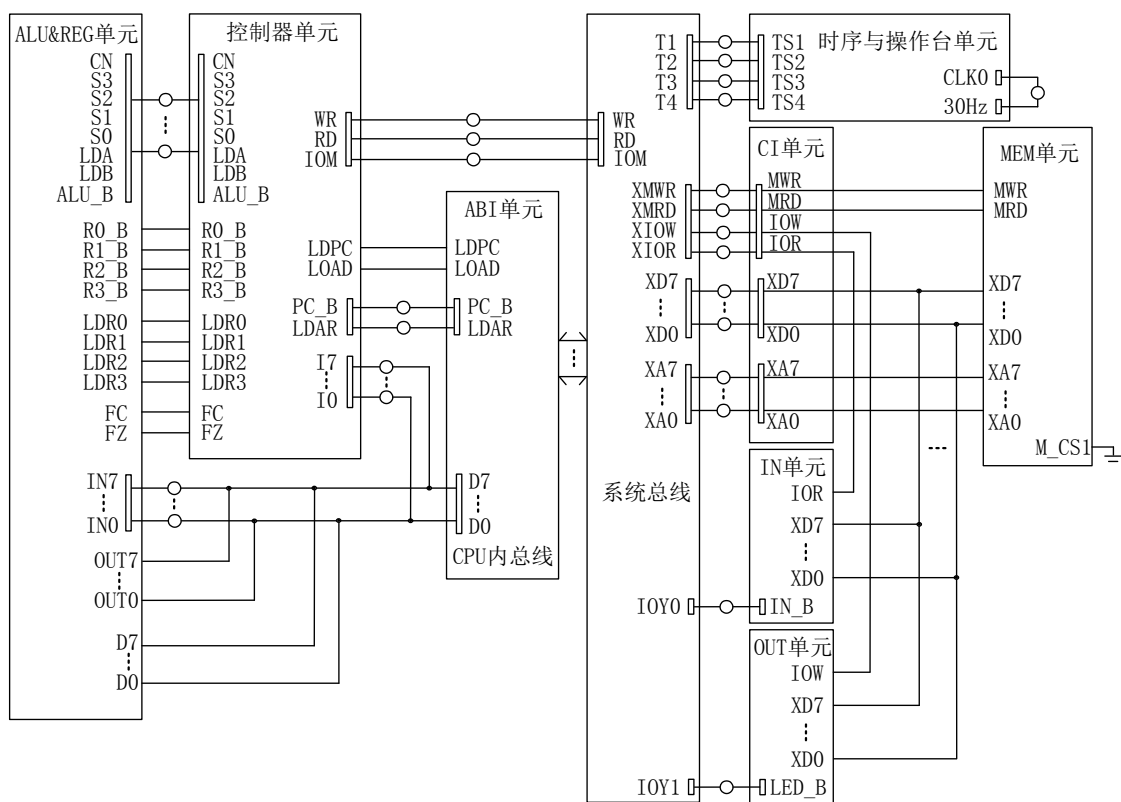 ALU&REG单元
CN
S3
S2
S1
S0
LDA
LDB
ALU_B
R0_B
R1_B
R2_B
R3_B
LDR0
LDR1
LDR2
LDR3
FC
FZ
IN7
IN0
OUT7
OUT0
D7
D0
控制器单元
CN
S3
S2
S1
S0
LDA
LDB
ALU_B
R0_B
R1_B
R2_B
R3_B
LDR0
LDR1
LDR2
LDR3
FC
FZ
WR
RD
IOM
LDPC
LOAD
PC_B
LDAR
I7
I0
ABI单元
LDPC
LOAD
PC_B
LDAR
D7
D0
CPU内总线
WR
RD
IOM
T1
T2
T3
T4
XMWR
XMRD
XIOW
XIOR
XD7
XD0
XA7
XA0
系统总线
IOY0
IOY1
时序与操作台单元
TS1
TS2
TS3
TS4
CLK0
30Hz
CI单元
MWR
MRD
IOW
IOR
XD7
XD0
XA7
XA0
MEM单元
MWR
MRD
XD7
XD0
XA7
XA0
M_CS1
IN单元
IOR
XD7
XD0
IN_B
OUT单元
IOW
XD7
XD0
LED_B